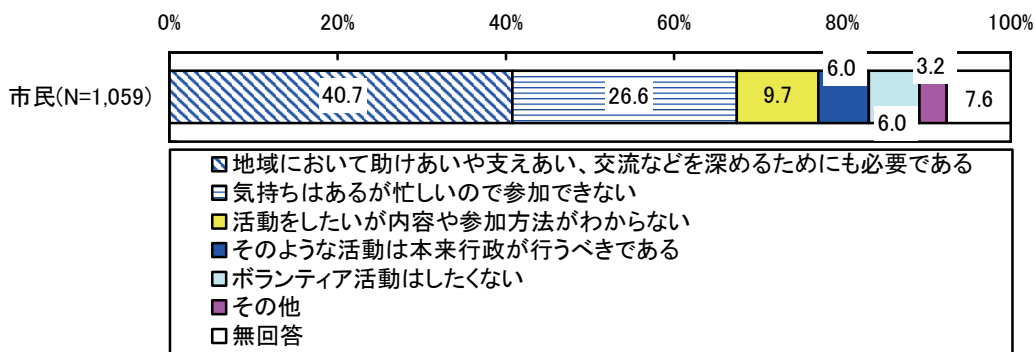 0% 20% 40% 60% 80% 100%
市民(N=1,059)
40.7 26.6 9.7 6.0 6.0 3.2 7.6
地域において助けあいや支えあい、交流などを深めるためにも必要である
気持ちはあるが忙しいので参加できない
活動をしたいが内容や参加方法がわからない
そのような活動は本来行政が行うべきである
ボランティア活動はしたくない
その他
無回答